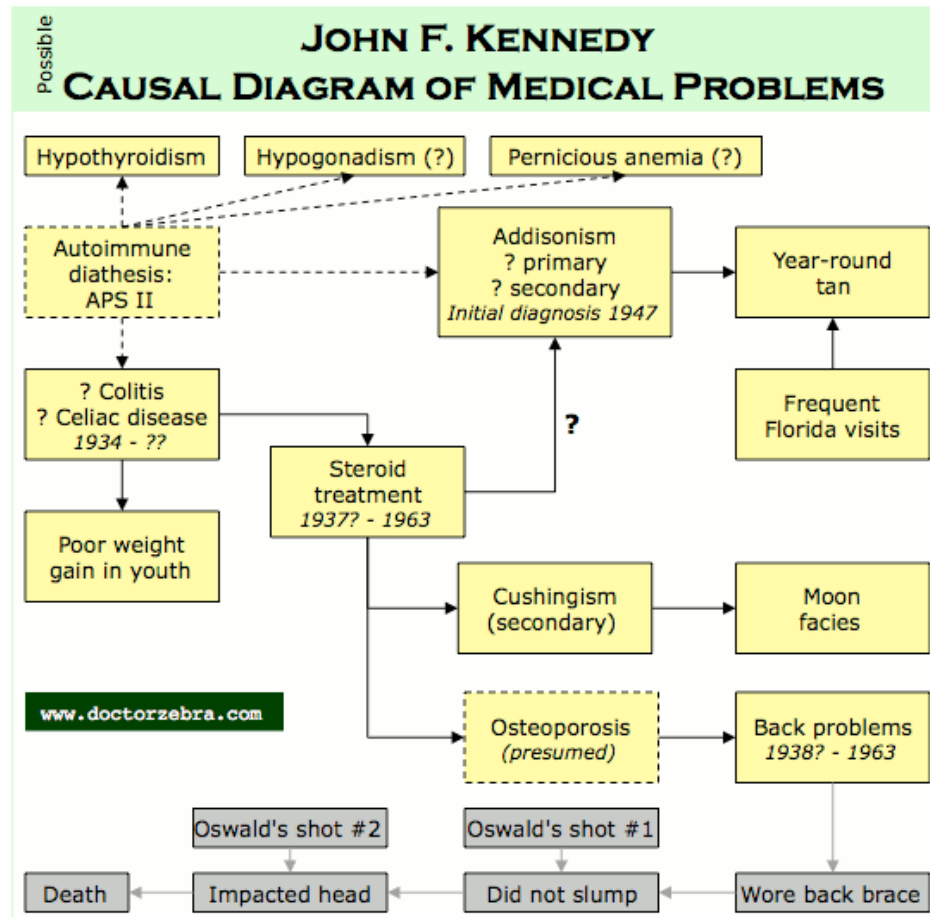 Possible
JOHN F. KENNEDY
CAUSAL DIAGRAM OF MEDICAL PROBLEMS
Hypothyroidism
Hypogonadism (?)
Pernicious anemia (?)
Autoimmune
diathesis:
APS II
Addisonism
? primary
? secondary
Initial diagnosis 1947
Year-round
tan
? Colitis
? Celiac disease
1934 - ??
?
Frequent
Florida visits
Steroid
treatment
1937? - 1963
Poor weight
gain in youth
Cushingism
(secondary)
Moon
facies
www.doctorzebra.com
Osteoporosis
(presumed)
Back problems
1938? - 1963
Oswald's shot #2
Oswald's shot #1
Death
Impacted head
Did not slump
Wore back brace